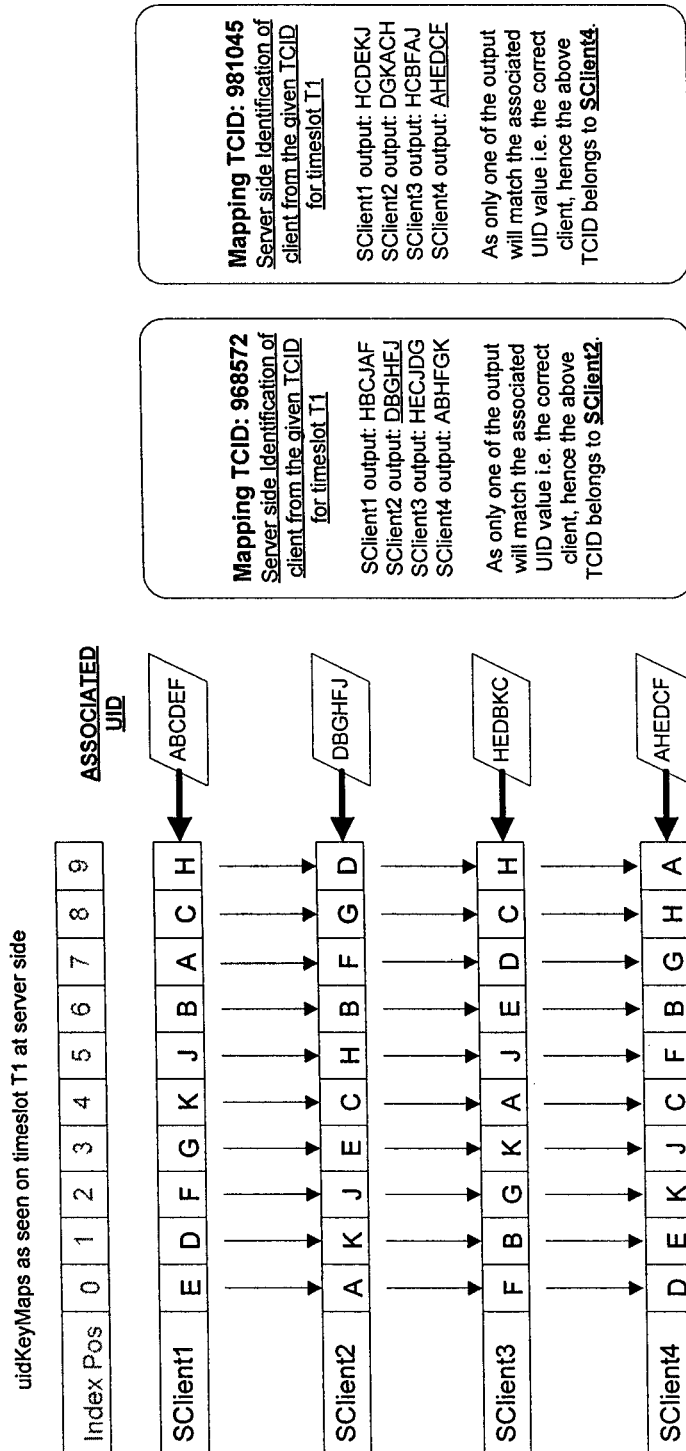 uidKeyMaps as seen on timeslot T1 at server side
Index Pos 0 1 2 3 4 5 6 7 8 9
ASSOCIATED
UID
SClient1 E D F G K J B A C H
ABCDEF
SClient2 A K J E C H B F G D
DBGHFJ
SClient3 F B G K A J E D C H
HEDBKC
SClient4 D E K J C F B G H A
AHEDCF
Mapping TCID: 968572
Server side Identification of
client from the given TCID
for timeslot T1
SClient1 output: HBCJAF
SClient2 output: DBGHFJ
SClient3 output: HECJDG
SClient4 output: ABHFGK
As only one of the output
will match the associated
UID value i.e. the correct
client, hence the above
TCID belongs to SClient2.
Mapping TCID: 981045
Server side Identification of
client from the given TCID
for timeslot T1
SClient1 output: HCDEKJ
SClient2 output: DGKACH
SClient3 output: HCBFAJ
SClient4 output: AHEDCF
As only one of the output
will match the associated
UID value i.e. the correct
client, hence the above
TCID belongs to SClient4.